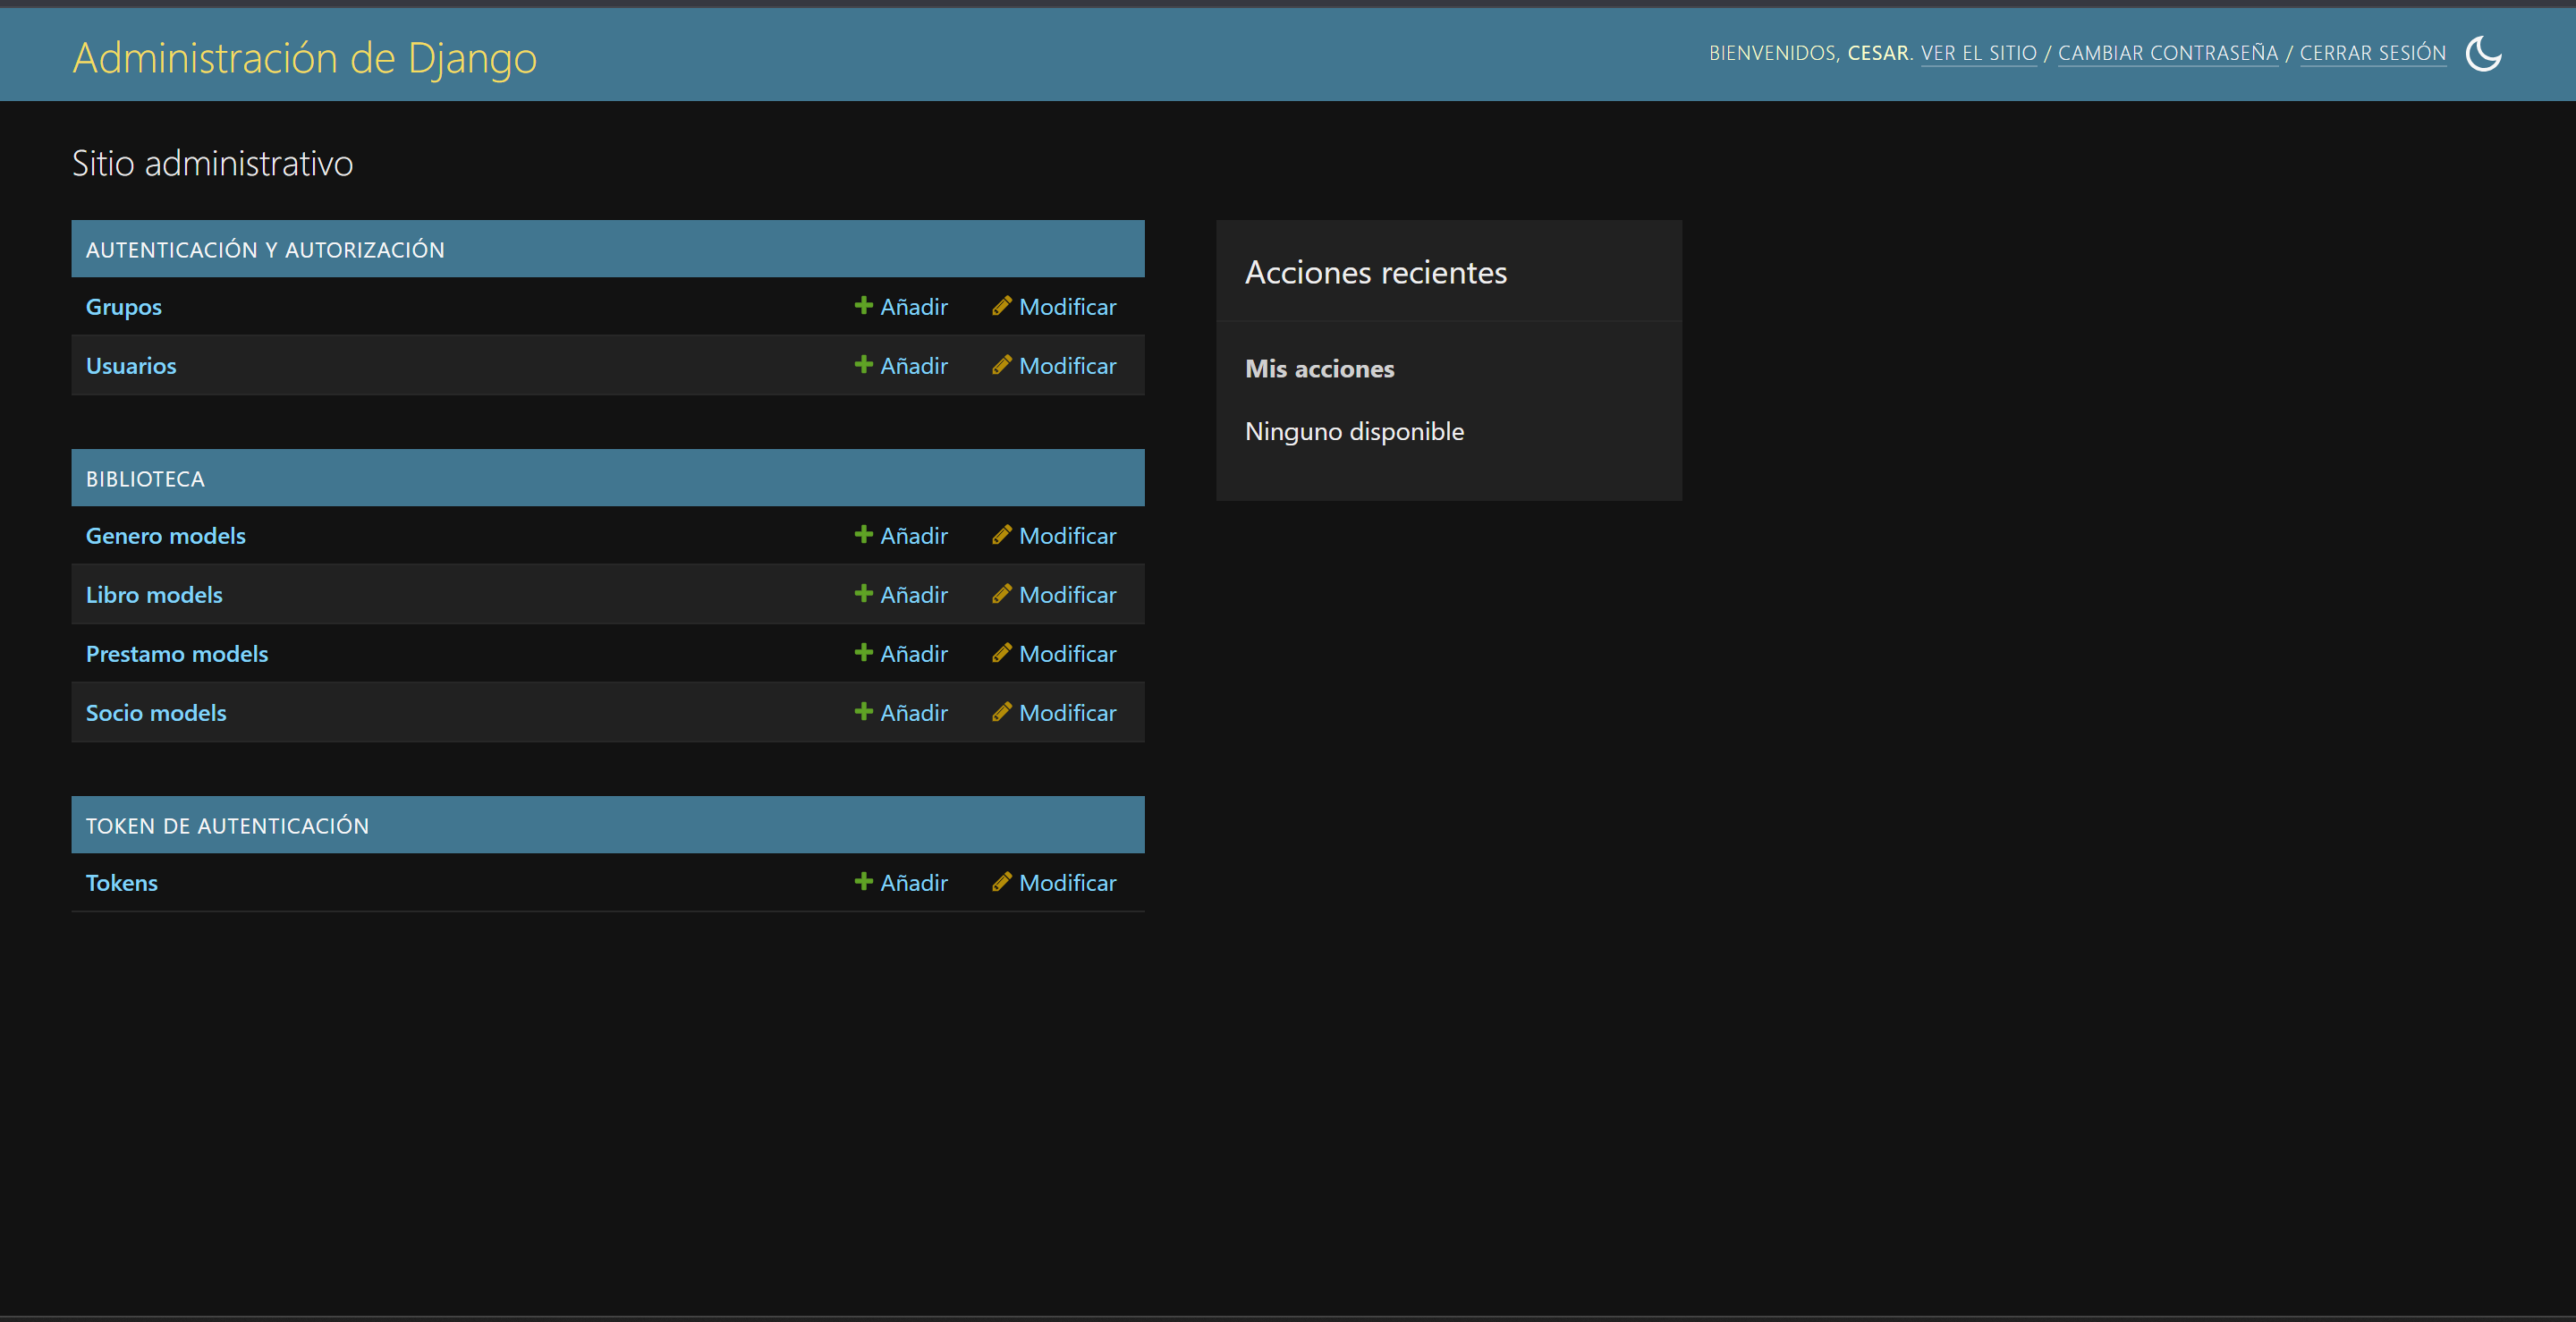 Administración de Django
BIENVENIDOS, CESAR. VER EL SITIO / CAMBIAR CONTRASEÑA / CERRAR SESIÓN
Sitio administrativo
AUTENTICACIÓN Y AUTORIZACIÓN
Grupos Añadir Modificar
Usuarios Añadir Modificar
BIBLIOTECA
Genero models Añadir Modificar
Libro models Añadir Modificar
Prestamo models Añadir Modificar
Socio models Añadir Modificar
TOKEN DE AUTENTICACIÓN
Tokens Añadir Modificar
Acciones recientes
Mis acciones
Ninguno disponible